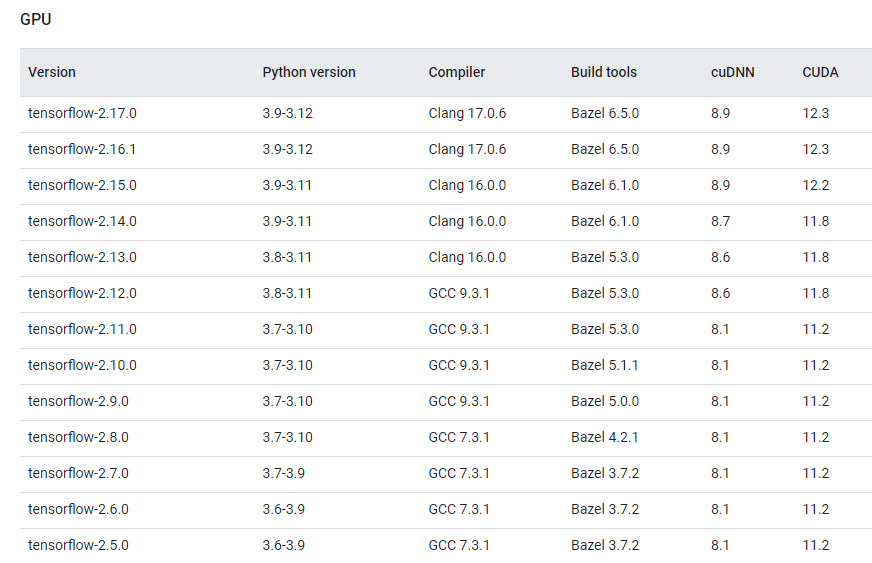 GPU
Version Python version Compiler Build tools cuDNN CUDA
tensorflow-2.17.0 3.9-3.12 Clang 17.0.6 Bazel 6.5.0 8.9 12.3
tensorflow-2.16.1 3.9-3.12 Clang 17.0.6 Bazel 6.5.0 8.9 12.3
tensorflow-2.15.0 3.9-3.11 Clang 16.0.0 Bazel 6.1.0 8.9 12.2
tensorflow-2.14.0 3.9-3.11 Clang 16.0.0 Bazel 6.1.0 8.7 11.8
tensorflow-2.13.0 3.8-3.11 Clang 16.0.0 Bazel 5.3.0 8.6 11.8
tensorflow-2.12.0 3.8-3.11 GCC 9.3.1 Bazel 5.3.0 8.6 11.8
tensorflow-2.11.0 3.7-3.10 GCC 9.3.1 Bazel 5.3.0 8.1 11.2
tensorflow-2.10.0 3.7-3.10 GCC 9.3.1 Bazel 5.1.1 8.1 11.2
tensorflow-2.9.0 3.7-3.10 GCC 9.3.1 Bazel 5.0.0 8.1 11.2
tensorflow-2.8.0 3.7-3.10 GCC 7.3.1 Bazel 4.2.1 8.1 11.2
tensorflow-2.7.0 3.7-3.9 GCC 7.3.1 Bazel 3.7.2 8.1 11.2
tensorflow-2.6.0 3.6-3.9 GCC 7.3.1 Bazel 3.7.2 8.1 11.2
tensorflow-2.5.0 3.6-3.9 GCC 7.3.1 Bazel 3.7.2 8.1 11.2